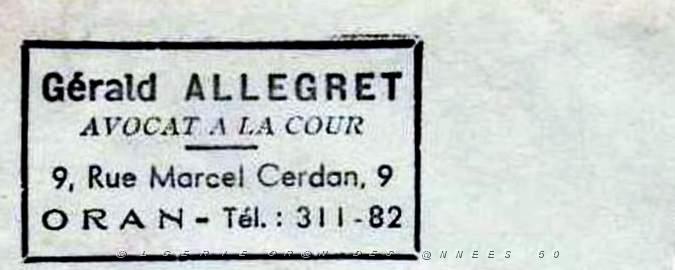 Gérald ALLEGRET
AVOCAT A LA COUR
9, Rue Marcel Cerdan, 9
ORAN - Tél. : 311-82